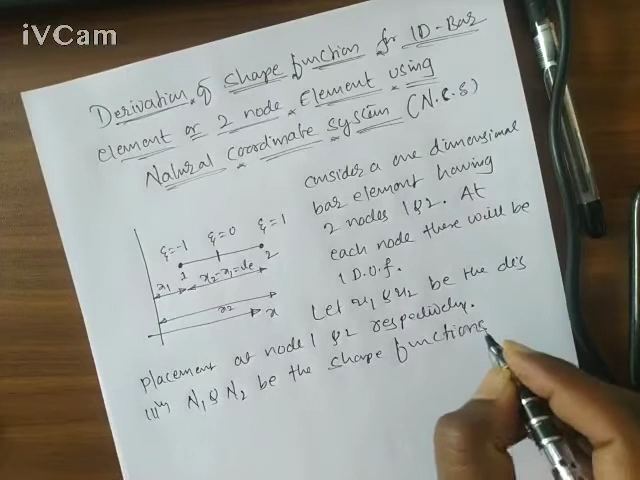 iVCam
Derivation of shape function for 1D-Bar
element or 2 node Element using
Natural coordinate system (N.C.S)
Consider a one dimensional
bar element having
2 nodes 1 & 2. At
each node there will be
1 D.O.F.
ξ=-1 ξ=0 ξ=1
1 2
x₁ x₂-x₁=le
x₂
x
Let u₁ & u₂ be the dis
placement at node 1 & 2 respectively.
|||ly N₁ & N₂ be the shape functions